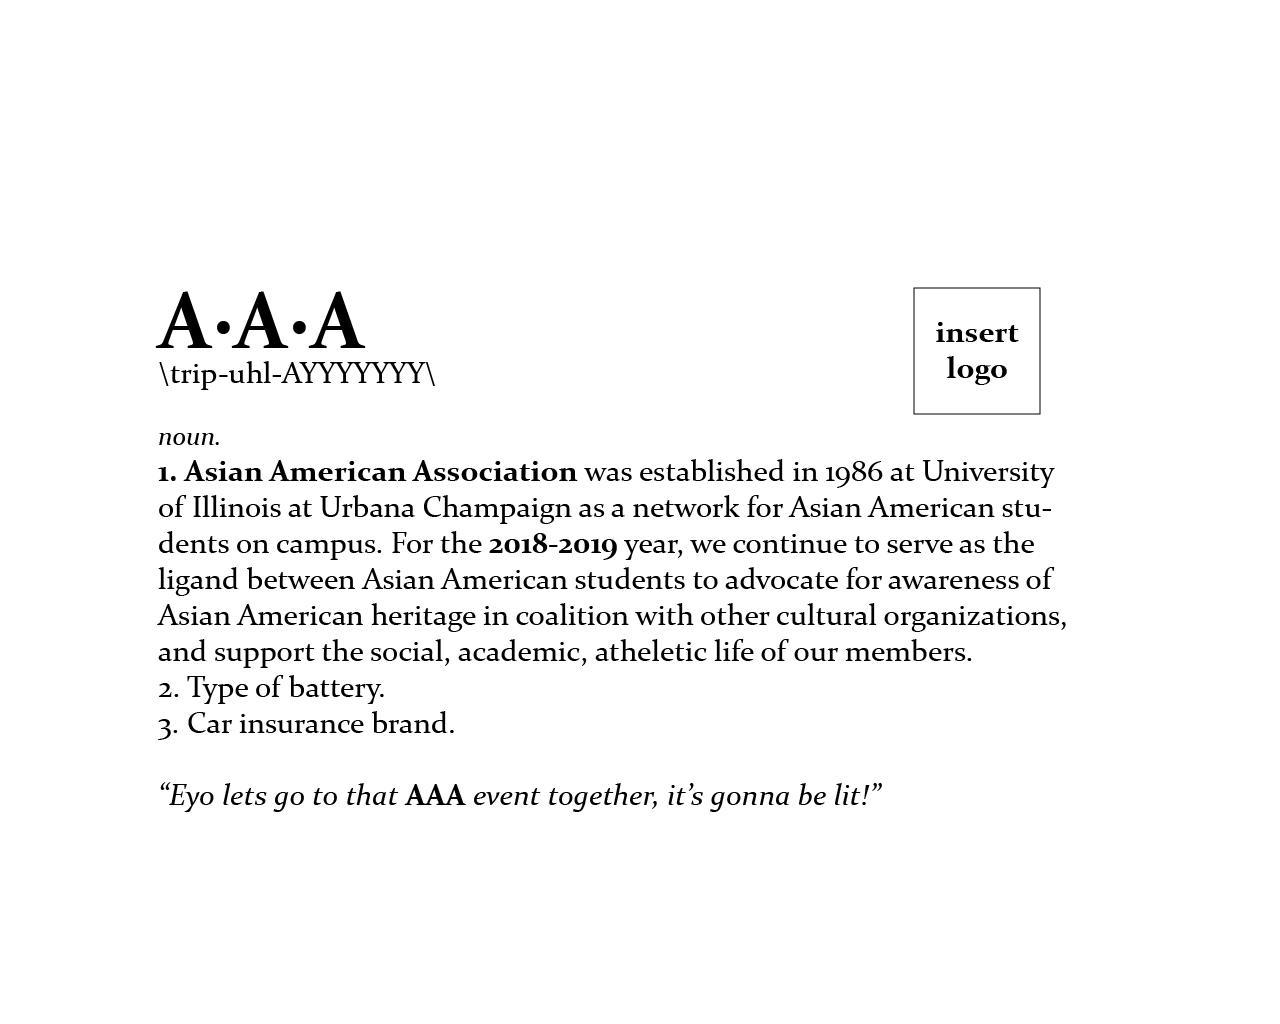 A·A·A
\trip-uhl-AYYYYYYY\
insert
logo
noun.
1. Asian American Association was established in 1986 at University
of Illinois at Urbana Champaign as a network for Asian American stu-
dents on campus. For the 2018-2019 year, we continue to serve as the
ligand between Asian American students to advocate for awareness of
Asian American heritage in coalition with other cultural organizations,
and support the social, academic, atheletic life of our members.
2. Type of battery.
3. Car insurance brand.
“Eyo lets go to that AAA event together, it’s gonna be lit!”